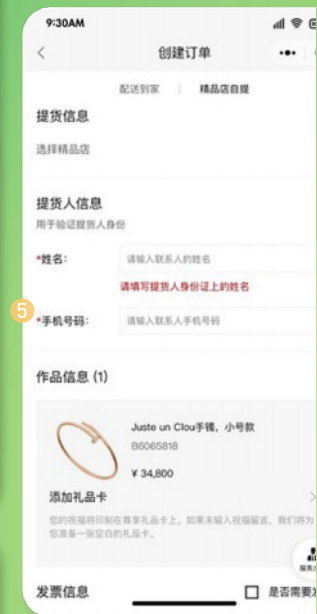 9:30AM
创建订单
配送到家 | 精品店自提
提货信息
选择精品店
提货人信息
用于验证提货人身份
*姓名： 请输入联系人的姓名
请填写提货人身份证上的姓名
5
*手机号码： 请输入联系人手机号码
作品信息 (1)
Juste un Clou手镯，小号款
B6065818
¥ 34,800
添加礼品卡
您的祝福将印制在尊享礼品卡上。如果未输入祝福留言，我们将为
您准备一张空白的礼品卡。
服务
发票信息 是否需要